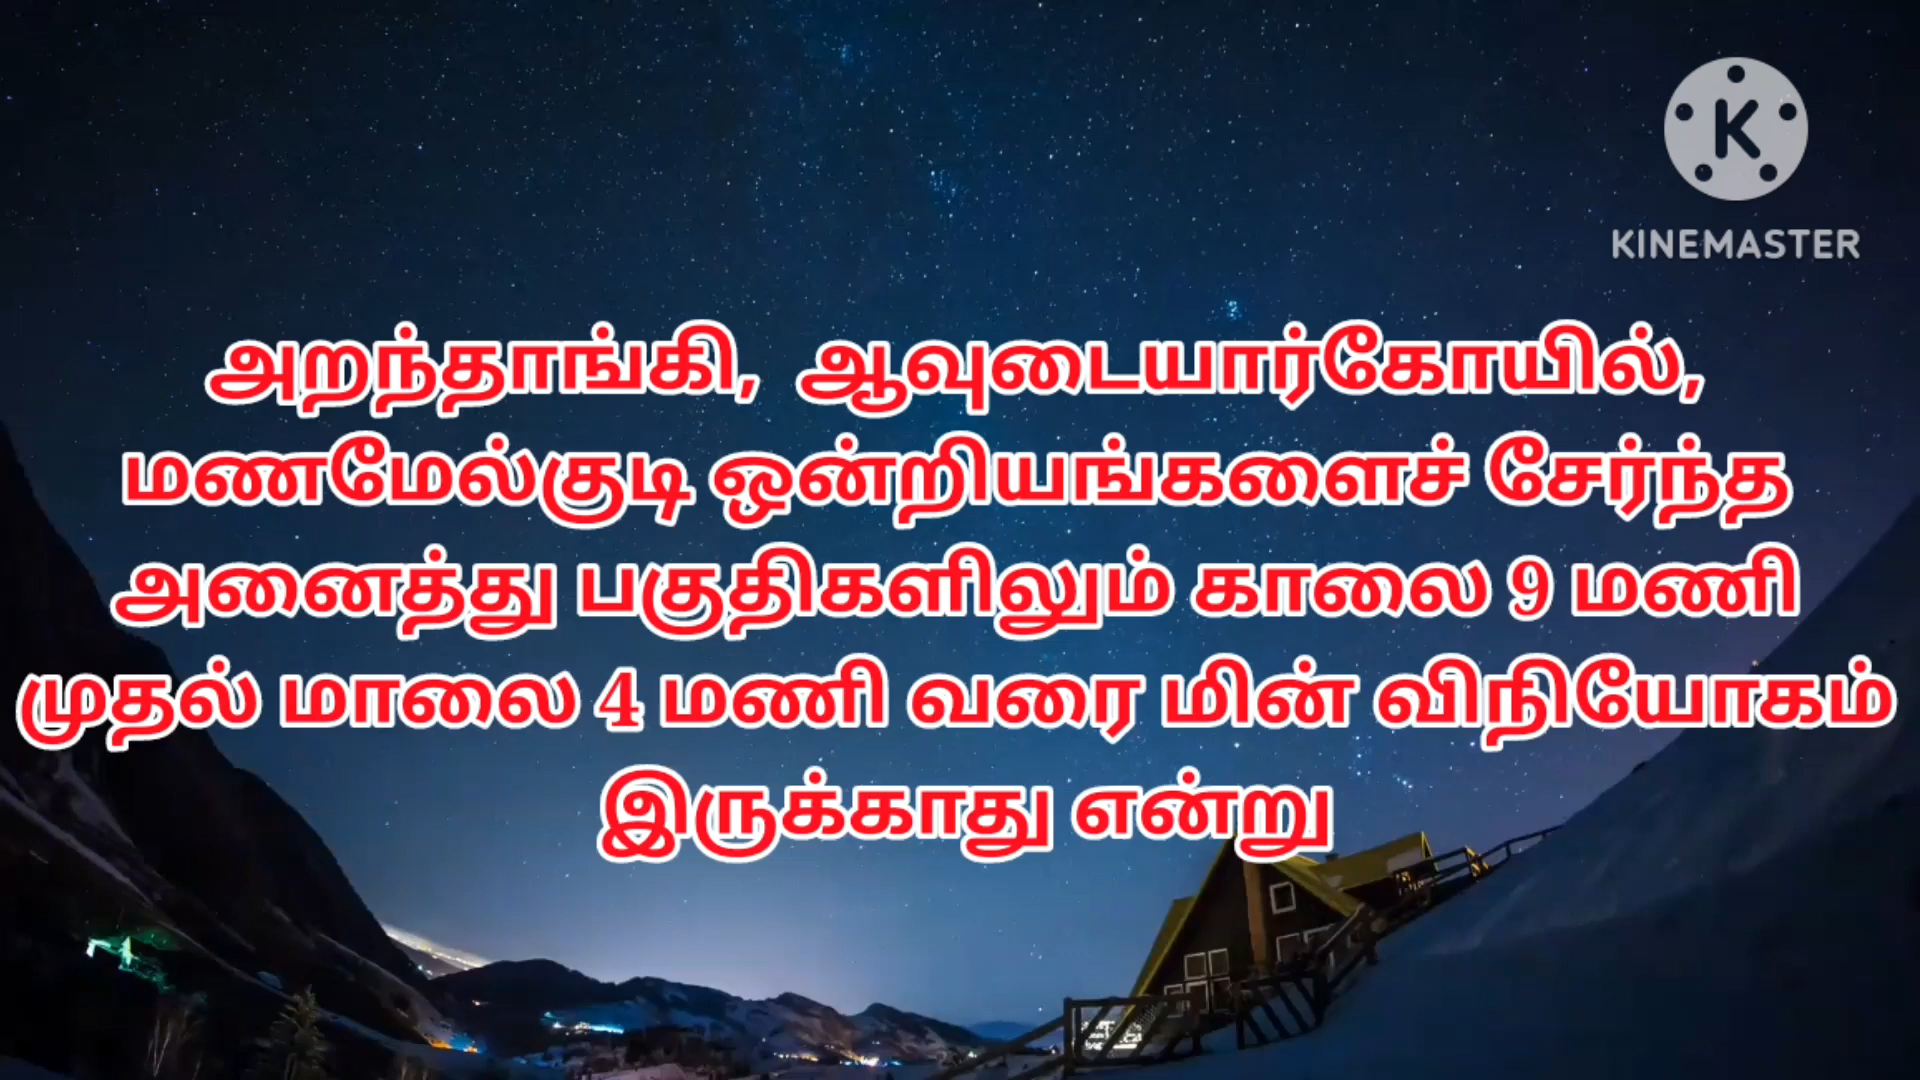 KINEMASTER
அறந்தாங்கி, ஆவுடையார்கோயில்,
மணமேல்குடி ஒன்றியங்களைச் சேர்ந்த
அனைத்து பகுதிகளிலும் காலை 9 மணி
முதல் மாலை 4 மணி வரை மின் விநியோகம்
இருக்காது என்று